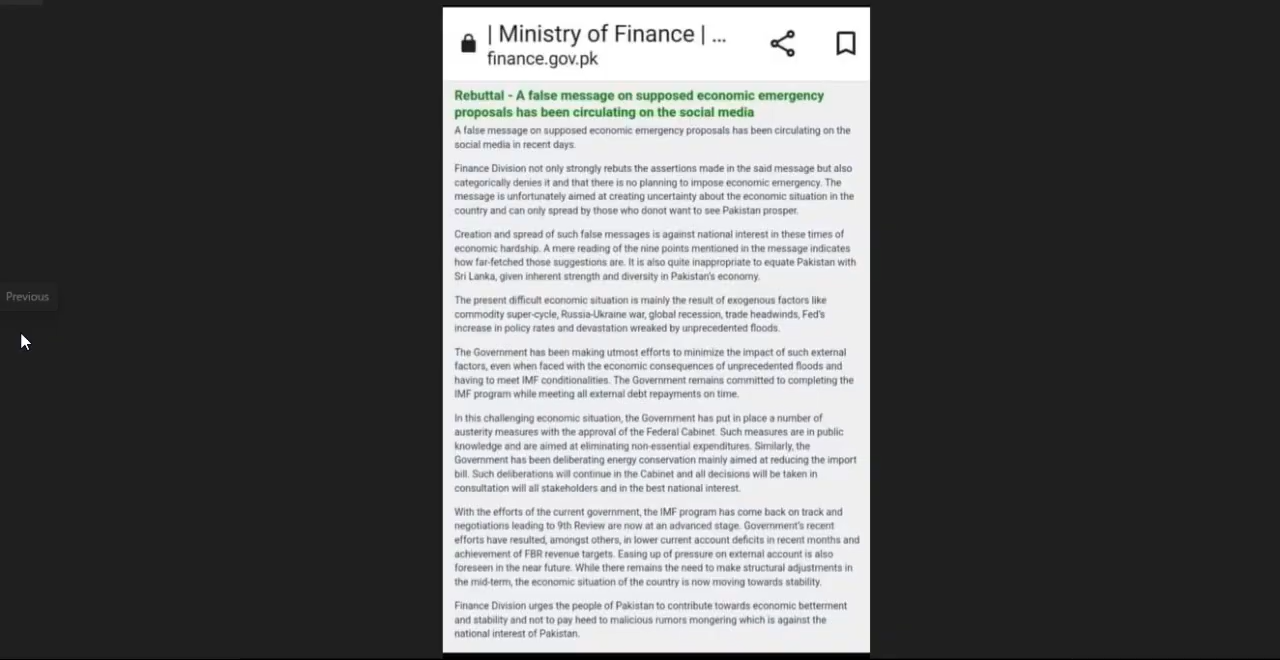 | Ministry of Finance | ...
finance.gov.pk
Rebuttal - A false message on supposed economic emergency
proposals has been circulating on the social media
A false message on supposed economic emergency proposals has been circulating on the
social media in recent days.
Finance Division not only strongly rebuts the assertions made in the said message but also
categorically denies it and that there is no planning to impose economic emergency. The
message is unfortunately aimed at creating uncertainty about the economic situation in the
country and can only spread by those who donot want to see Pakistan prosper.
Creation and spread of such false messages is against national interest in these times of
economic hardship. A mere reading of the nine points mentioned in the message indicates
how far-fetched those suggestions are. It is also quite inappropriate to equate Pakistan with
Sri Lanka, given inherent strength and diversity in Pakistan's economy.
The present difficult economic situation is mainly the result of exogenous factors like
commodity super-cycle, Russia-Ukraine war, global recession, trade headwinds, Fed's
increase in policy rates and devastation wreaked by unprecedented floods.
The Government has been making utmost efforts to minimize the impact of such external
factors, even when faced with the economic consequences of unprecedented floods and
having to meet IMF conditionalities. The Government remains committed to completing the
IMF program while meeting all external debt repayments on time.
In this challenging economic situation, the Government has put in place a number of
austerity measures with the approval of the Federal Cabinet. Such measures are in public
knowledge and are aimed at eliminating non-essential expenditures. Similarly, the
Government has been deliberating energy conservation mainly aimed at reducing the import
bill. Such deliberations will continue in the Cabinet and all decisions will be taken in
consultation will all stakeholders and in the best national interest.
With the efforts of the current government, the IMF program has come back on track and
negotiations leading to 9th Review are now at an advanced stage. Government's recent
efforts have resulted, amongst others, in lower current account deficits in recent months and
achievement of FBR revenue targets. Easing up of pressure on external account is also
foreseen in the near future. While there remains the need to make structural adjustments in
the mid-term, the economic situation of the country is now moving towards stability.
Finance Division urges the people of Pakistan to contribute towards economic betterment
and stability and not to pay heed to malicious rumors mongering which is against the
national interest of Pakistan.
Previous